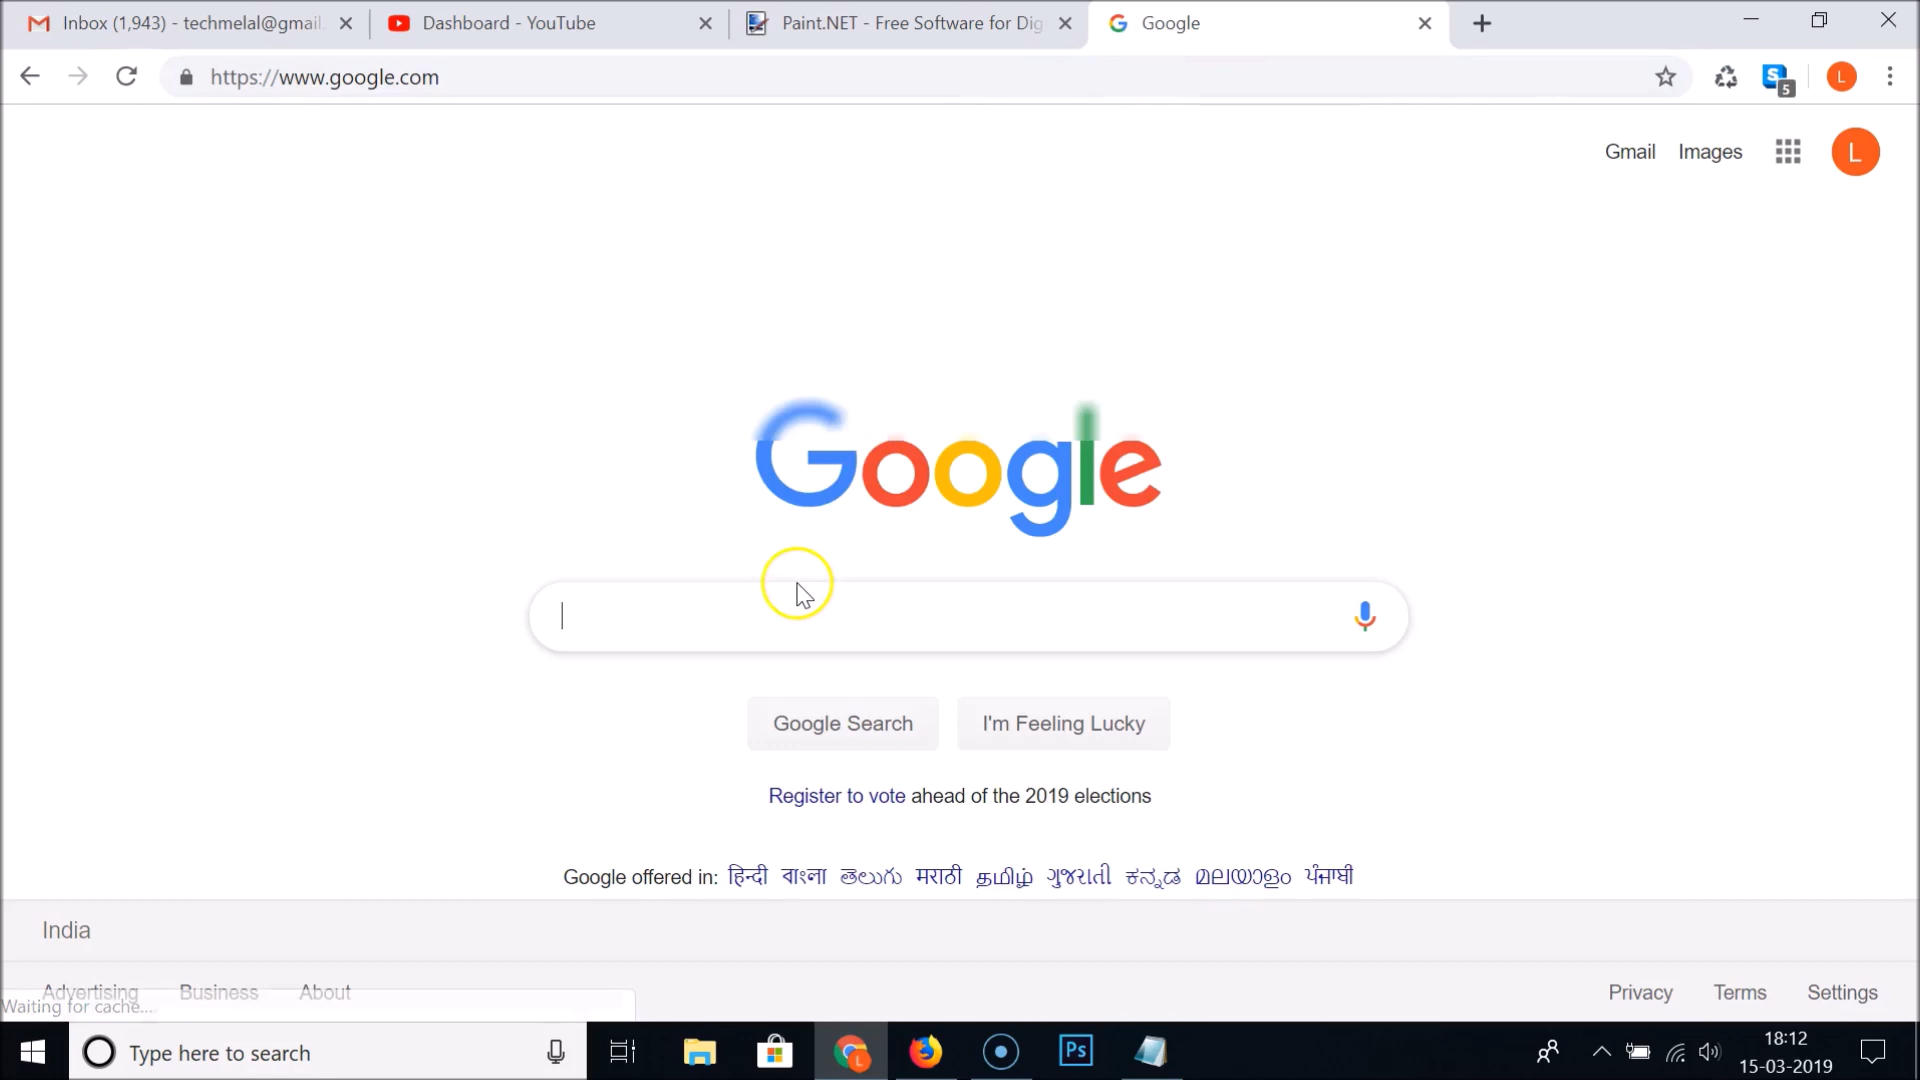 Inbox (1,943) - techmelal@gmail.
Dashboard - YouTube
Paint.NET - Free Software for Dig
Google
https://www.google.com
S
5
L
Gmail
Images
L
Google
Google Search
I'm Feeling Lucky
Register to vote ahead of the 2019 elections
Google offered in: हिन्दी বাংলা తెలుగు मराठी தமிழ் ગુજરાતી ಕನ್ನಡ മലയാളം ਪੰਜਾਬੀ
India
Advertising
Business
About
Privacy
Terms
Settings
Waiting for cache...
Type here to search
L
Ps
18:12
15-03-2019